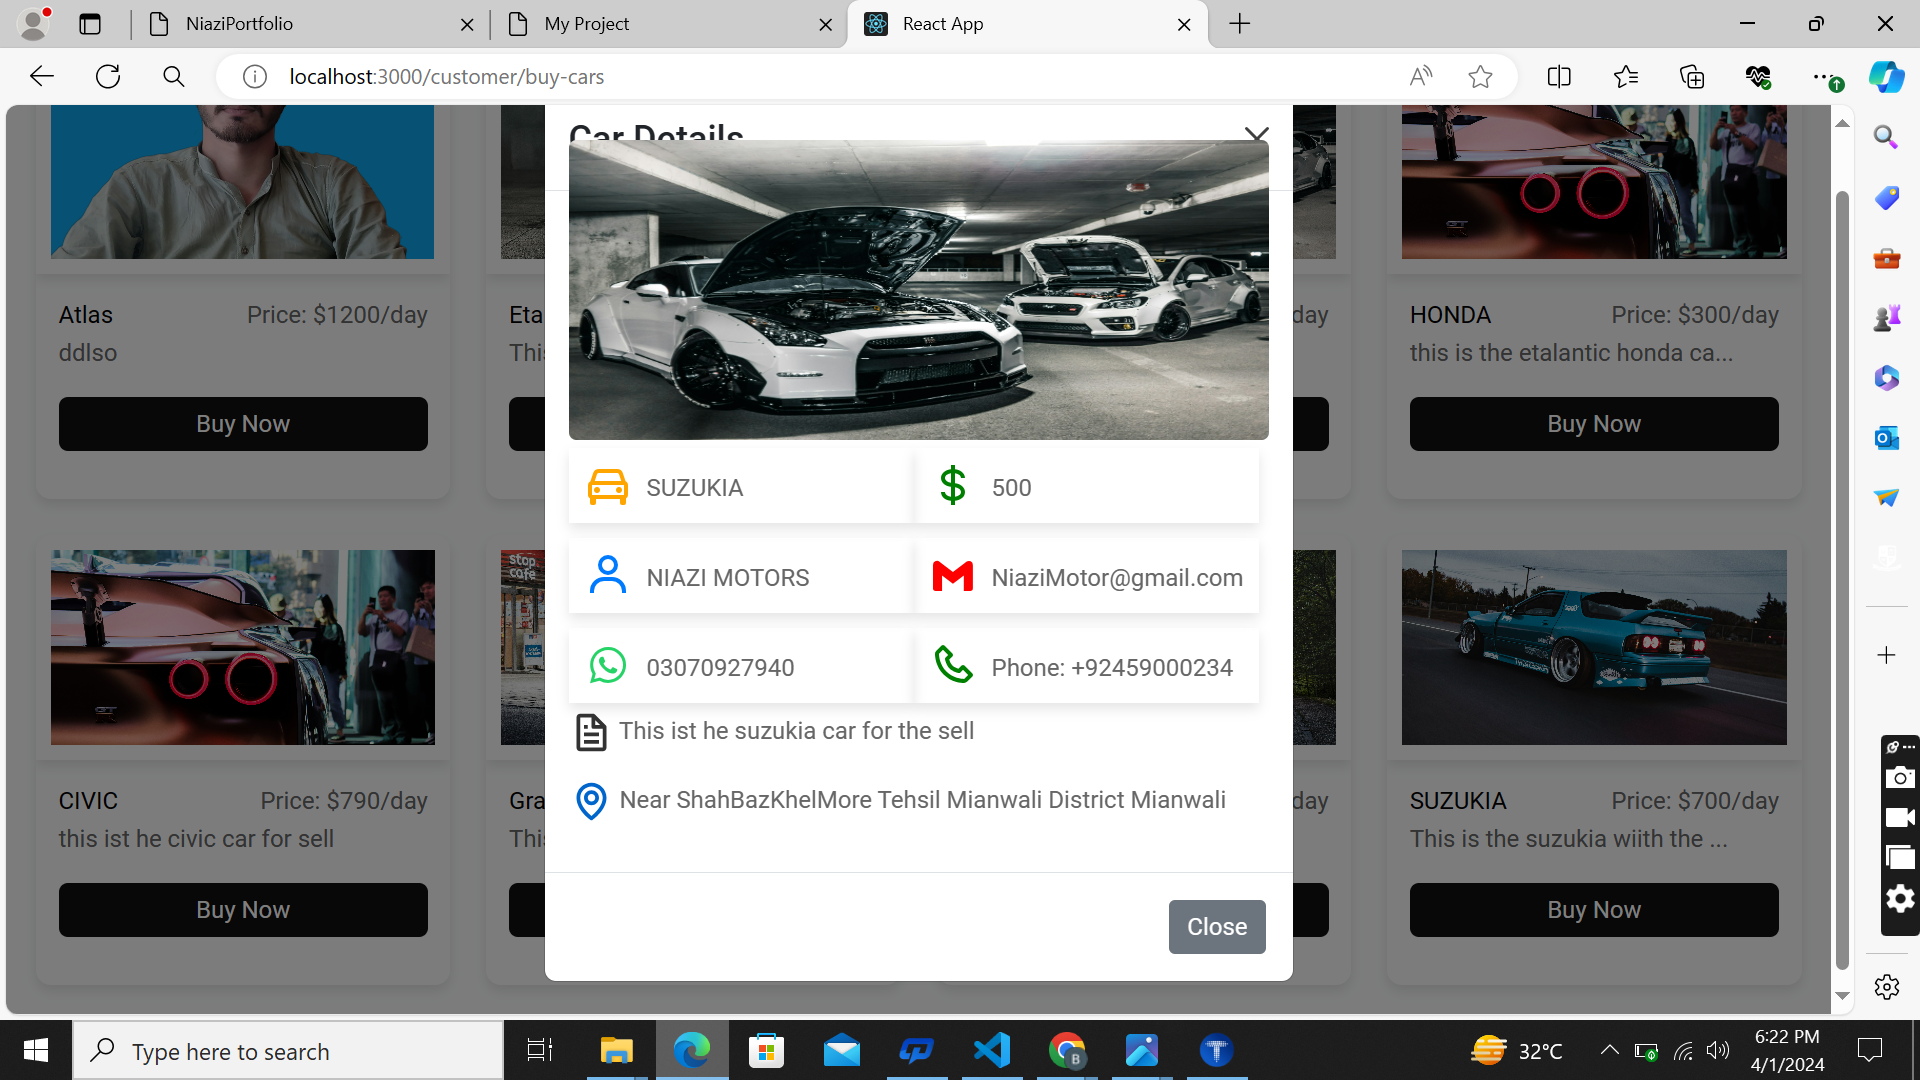 NiaziPortfolio
My Project
React App
localhost:3000/customer/buy-cars
Car Details
Atlas Price: $1200/day
ddlso
Buy Now
Eta
This
day
HONDA Price: $300/day
this is the etalantic honda ca...
Buy Now
SUZUKIA
500
NIAZI MOTORS
NiaziMotor@gmail.com
03070927940
Phone: +92459000234
This ist he suzukia car for the sell
Near ShahBazKhelMore Tehsil Mianwali District Mianwali
Close
stop
cafe
CIVIC Price: $790/day
this ist he civic car for sell
Buy Now
Gra
This
day
SUZUKIA Price: $700/day
This is the suzukia wiith the ...
Buy Now
Type here to search
32°C
6:22 PM
4/1/2024